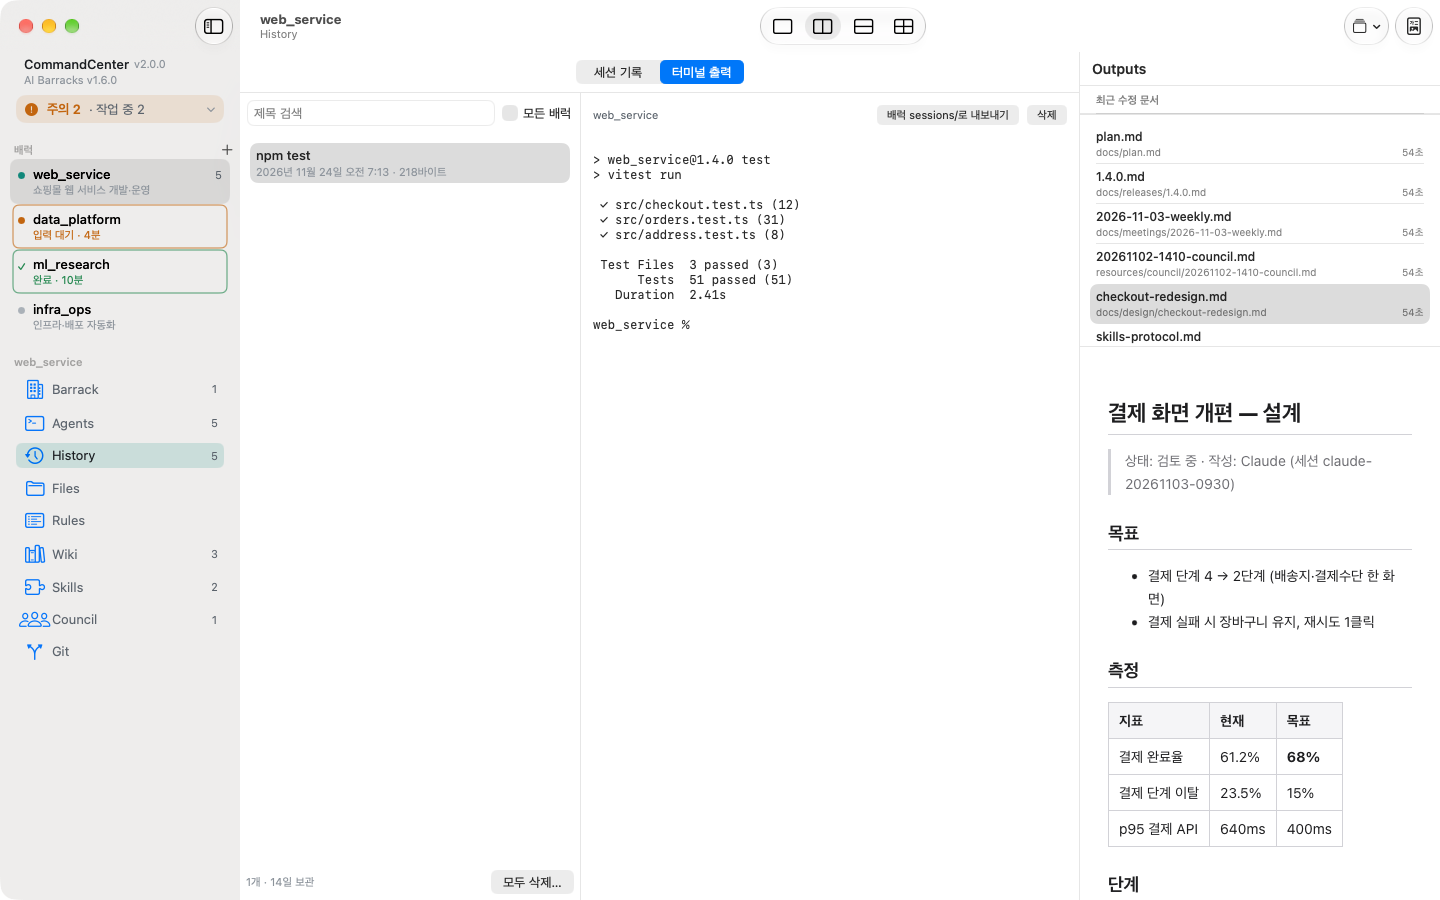 web_service
History
CommandCenter v2.0.0
AI Barracks v1.6.0
주의 2 · 작업 중 2
배럭
web_service 5
쇼핑몰 웹 서비스 개발·운영
data_platform
입력 대기 · 4분
ml_research
완료 · 10분
infra_ops
인프라·배포 자동화
web_service
Barrack 1
Agents 5
History 5
Files
Rules
Wiki 3
Skills 2
Council 1
Git
세션 기록 터미널 출력
제목 검색 모든 배럭
npm test
2026년 11월 24일 오전 7:13 · 218바이트
1개 · 14일 보관 모두 삭제...
web_service 배럭 sessions/로 내보내기 삭제
> web_service@1.4.0 test
> vitest run
✓ src/checkout.test.ts (12)
✓ src/orders.test.ts (31)
✓ src/address.test.ts (8)
Test Files 3 passed (3)
Tests 51 passed (51)
Duration 2.41s
web_service %
Outputs
최근 수정 문서
plan.md
docs/plan.md 54초
1.4.0.md
docs/releases/1.4.0.md 54초
2026-11-03-weekly.md
docs/meetings/2026-11-03-weekly.md 54초
20261102-1410-council.md
resources/council/20261102-1410-council.md 54초
checkout-redesign.md
docs/design/checkout-redesign.md 54초
skills-protocol.md
결제 화면 개편 — 설계
상태: 검토 중 · 작성: Claude (세션 claude-
20261103-0930)
목표
• 결제 단계 4 → 2단계 (배송지·결제수단 한 화
면)
• 결제 실패 시 장바구니 유지, 재시도 1클릭
측정
지표 현재 목표
결제 완료율 61.2% 68%
결제 단계 이탈 23.5% 15%
p95 결제 API 640ms 400ms
단계